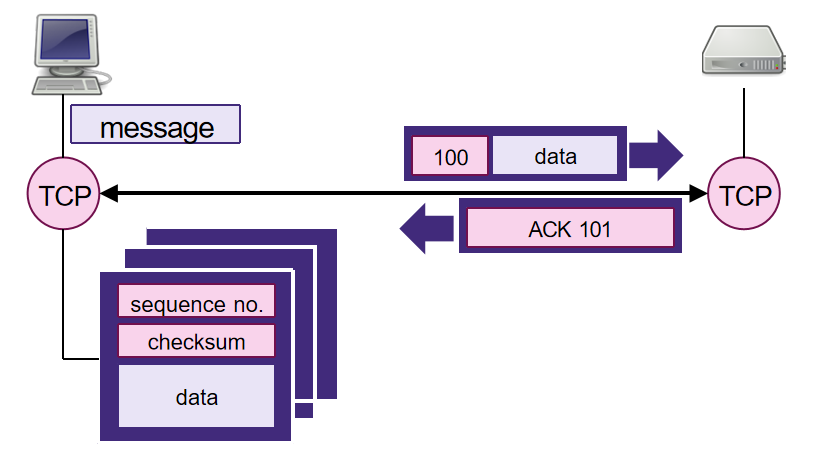 message
100 data
TCP
TCP
ACK 101
sequence no.
checksum
data